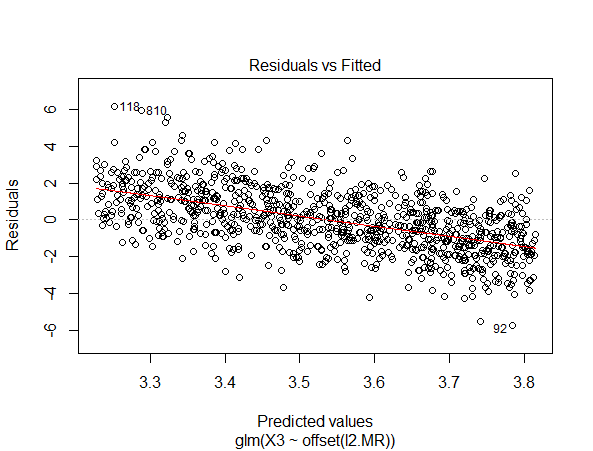 Residuals vs Fitted
Residuals
6
4
2
0
-2
-4
-6
118
810
92
3.3 3.4 3.5 3.6 3.7 3.8
Predicted values
glm(X3 ~ offset(l2.MR))